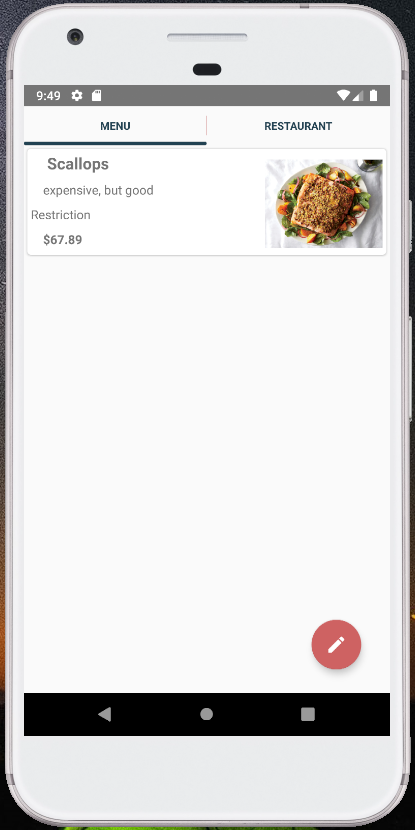 9:49
MENU RESTAURANT
Scallops
expensive, but good
Restriction
$67.89